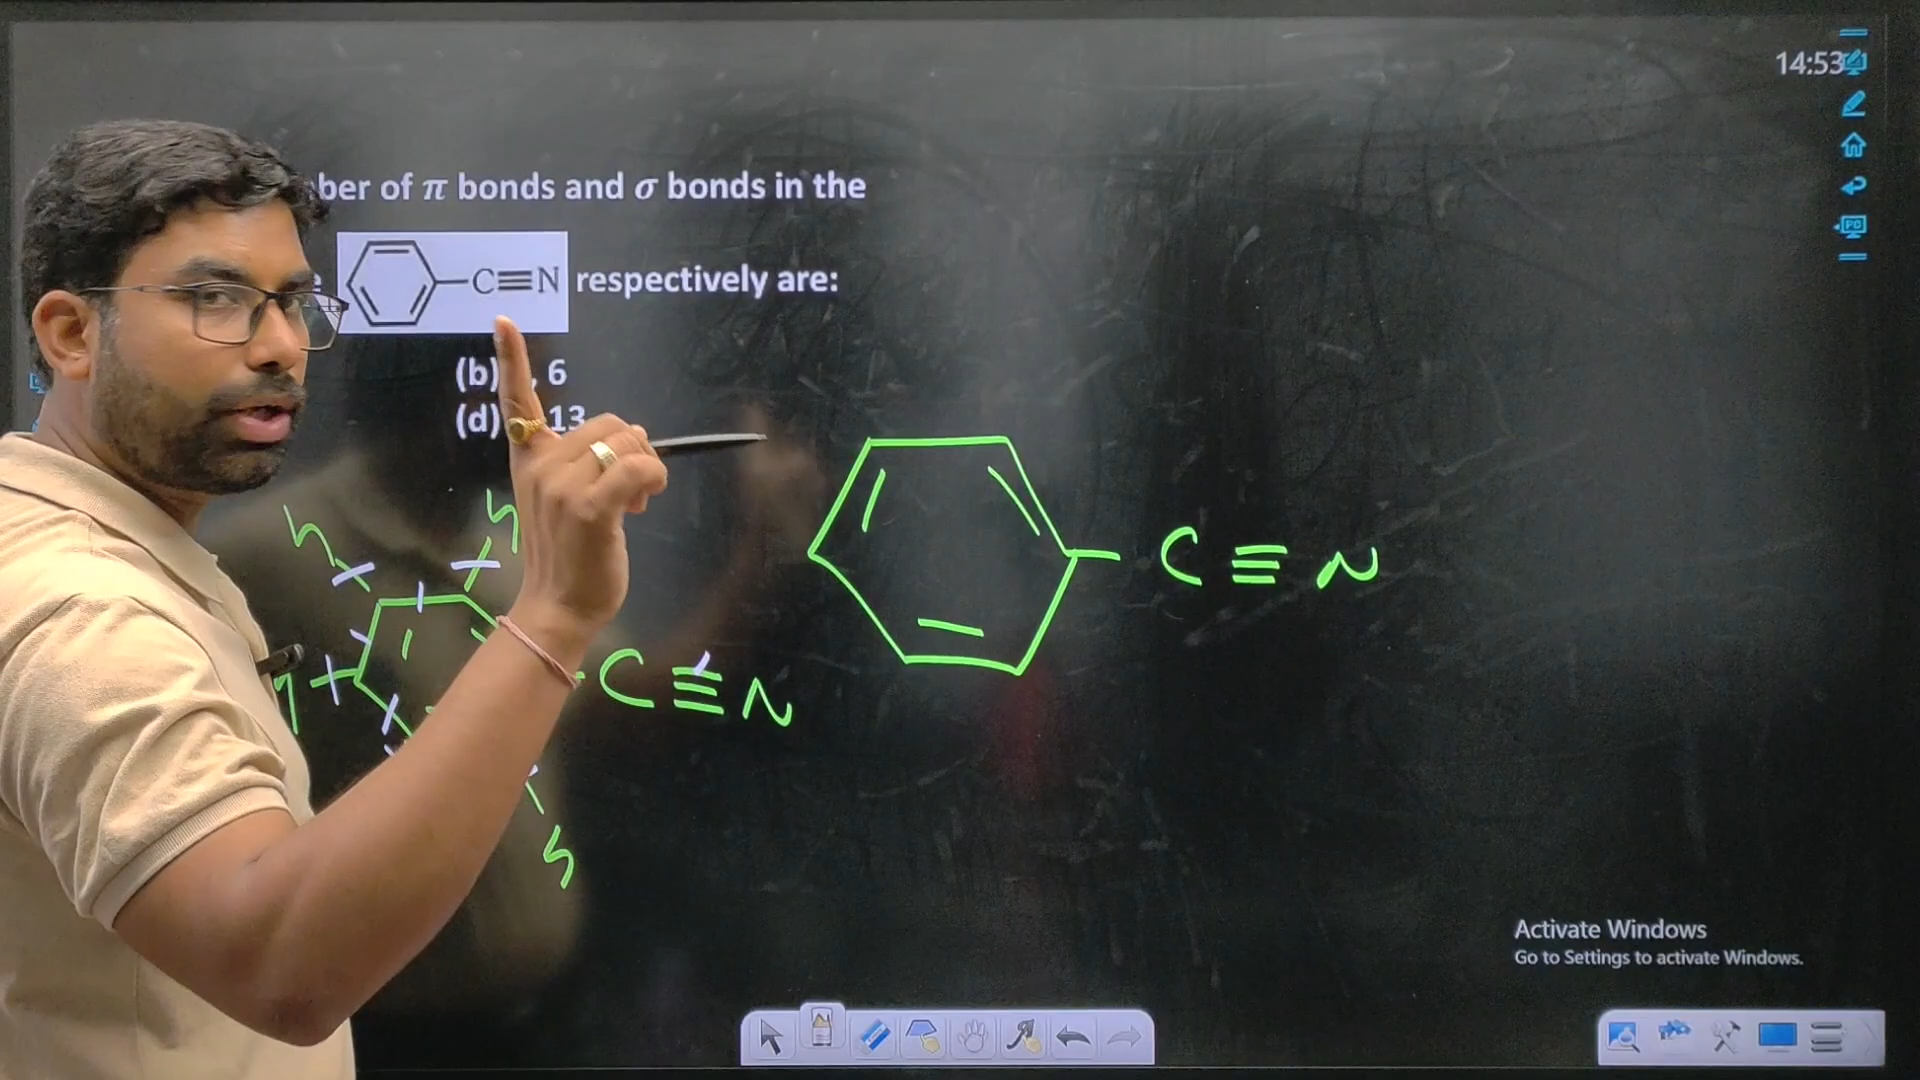 14:53
of π bonds and σ bonds in the
C≡N respectively are:
(b) , 6
(d) 13
C≡N
C≡N
Activate Windows
Go to Settings to activate Windows.